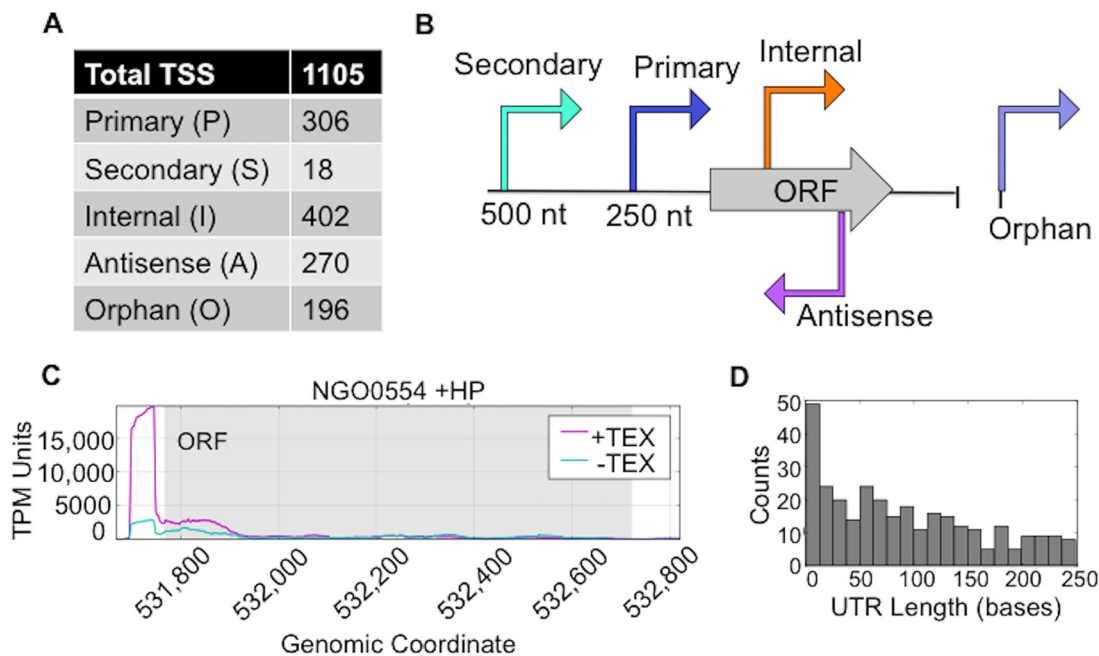 A
Total TSS 1105
Primary (P) 306
Secondary (S) 18
Internal (I) 402
Antisense (A) 270
Orphan (O) 196
B
Secondary
Primary
Internal
ORF
500 nt
250 nt
Orphan
Antisense
C
NGO0554 +HP
TPM Units
15,000
10,000
5000
0
ORF
+TEX
-TEX
531,800
532,000
532,200
532,400
532,600
532,800
Genomic Coordinate
D
Counts
50
40
30
20
10
0
0 50 100 150 200 250
UTR Length (bases)